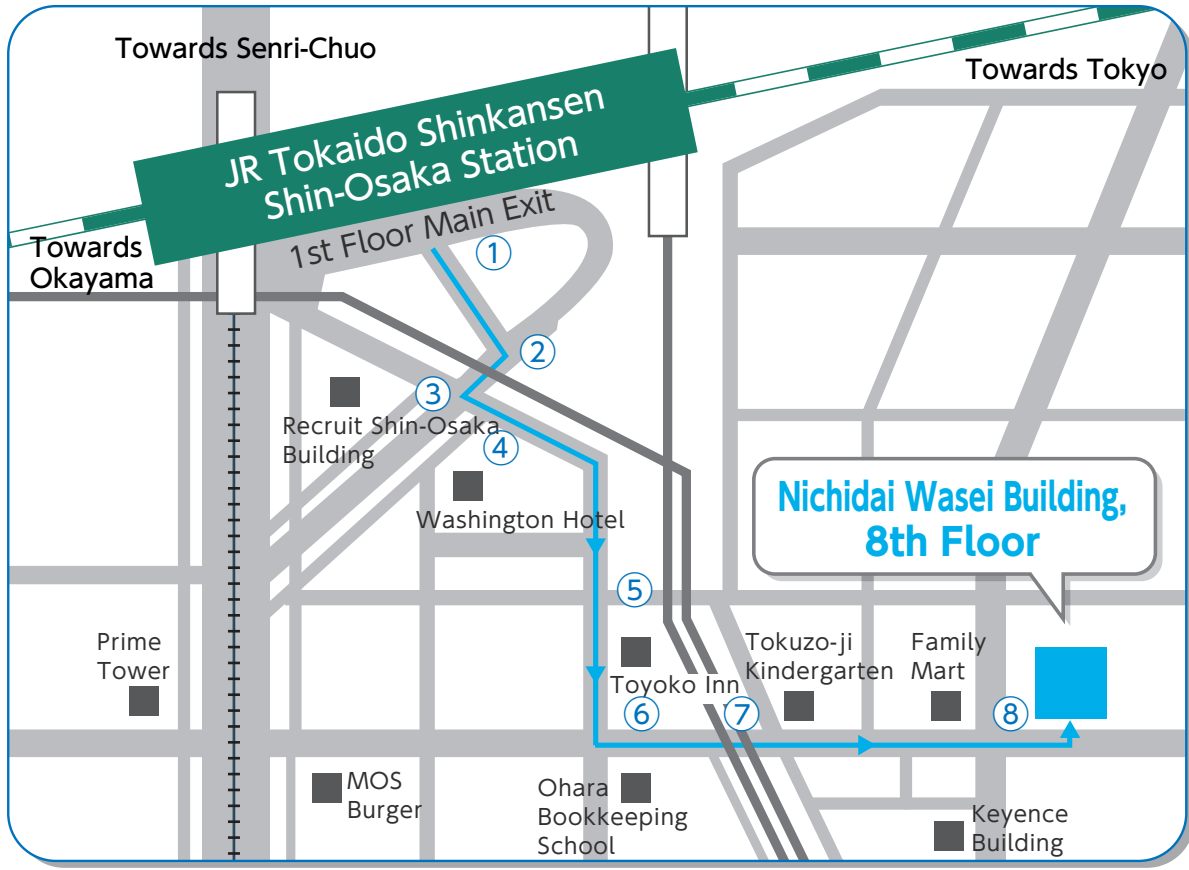 Towards Senri-Chuo
Towards Tokyo
JR Tokaido Shinkansen
Shin-Osaka Station
1st Floor Main Exit
Towards
Okayama
①
②
③
Recruit Shin-Osaka
Building
④
Washington Hotel
Nichidai Wasei Building,
8th Floor
⑤
Prime
Tower
Toyoko Inn
Tokuzo-ji
Kindergarten
Family
Mart
⑥
⑦
⑧
MOS
Burger
Ohara
Bookkeeping
School
Keyence
Building